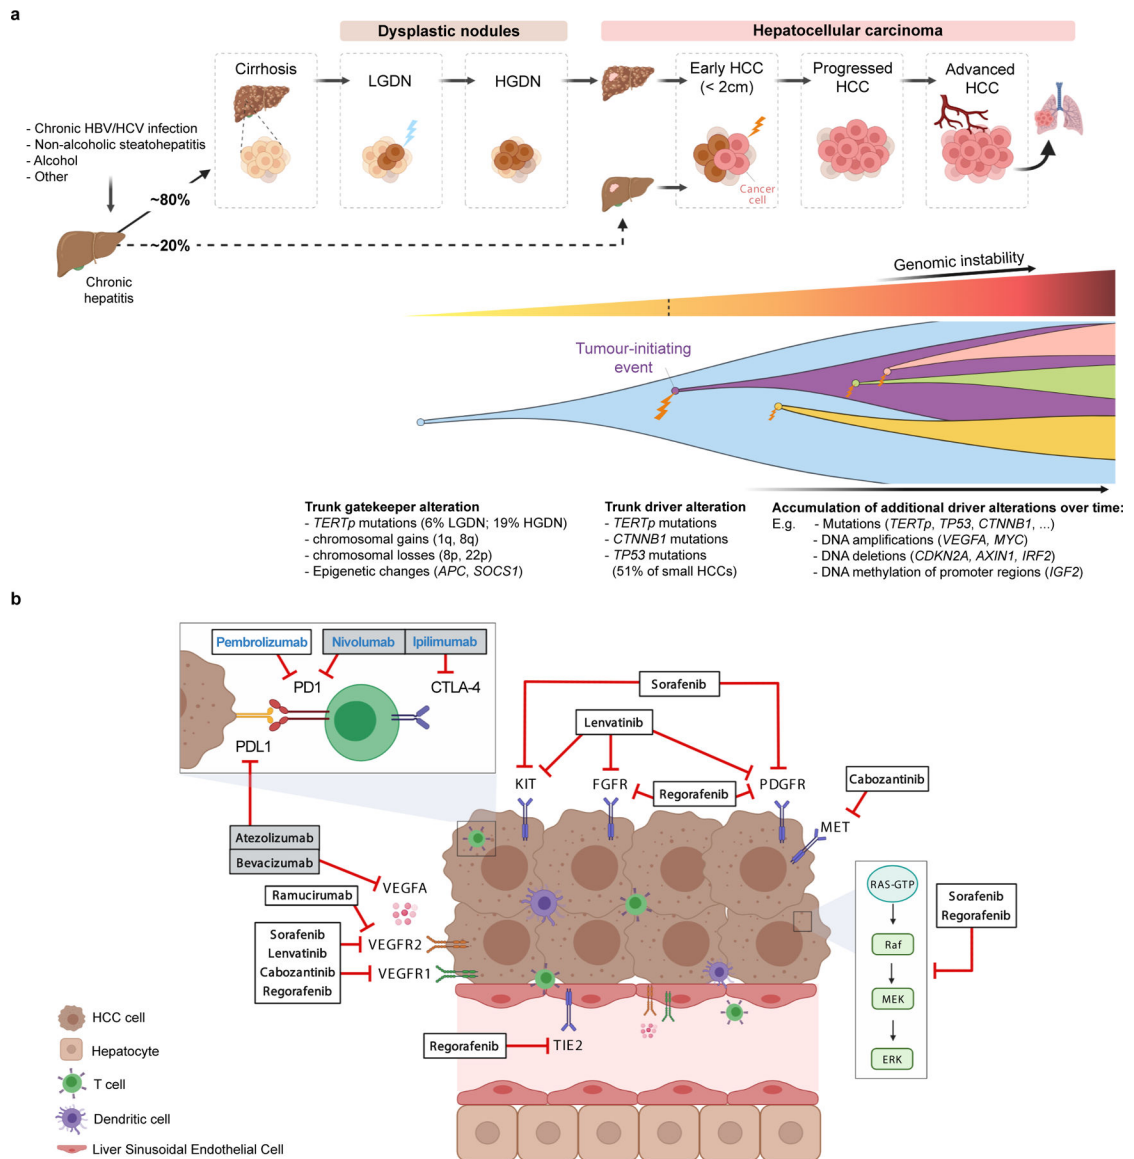 a
Dysplastic nodules
Hepatocellular carcinoma
Cirrhosis
LGDN
HGDN
Early HCC
(< 2cm)
Progressed
HCC
Advanced
HCC
- Chronic HBV/HCV infection
- Non-alcoholic steatohepatitis
- Alcohol
- Other
~80%
~20%
Chronic
hepatitis
Cancer
cell
Genomic instability
Tumour-initiating
event
Trunk gatekeeper alteration
- TERTp mutations (6% LGDN; 19% HGDN)
- chromosomal gains (1q, 8q)
- chromosomal losses (8p, 22p)
- Epigenetic changes (APC, SOCS1)
Trunk driver alteration
- TERTp mutations
- CTNNB1 mutations
- TP53 mutations
(51% of small HCCs)
Accumulation of additional driver alterations over time:
E.g. - Mutations (TERTp, TP53, CTNNB1, ...)
- DNA amplifications (VEGFA, MYC)
- DNA deletions (CDKN2A, AXIN1, IRF2)
- DNA methylation of promoter regions (IGF2)
b
Pembrolizumab
Nivolumab
Ipilimumab
PD1
CTLA-4
PDL1
Sorafenib
Lenvatinib
KIT
FGFR
Regorafenib
PDGFR
Cabozantinib
MET
Atezolizumab
Bevacizumab
VEGFA
Ramucirumab
Sorafenib
Lenvatinib
Cabozantinib
Regorafenib
VEGFR2
VEGFR1
RAS-GTP
Raf
MEK
ERK
Sorafenib
Regorafenib
Regorafenib
TIE2
HCC cell
Hepatocyte
T cell
Dendritic cell
Liver Sinusoidal Endothelial Cell